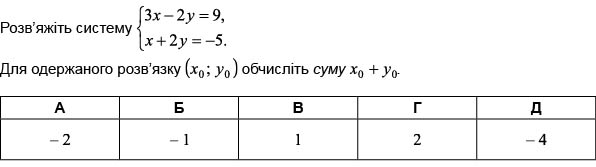 Розв’яжіть систему { 3x – 2y = 9,
x + 2y = –5.
Для одержаного розв’язку (x₀; y₀) обчисліть суму x₀ + y₀.
А Б В Г Д
– 2 – 1 1 2 – 4